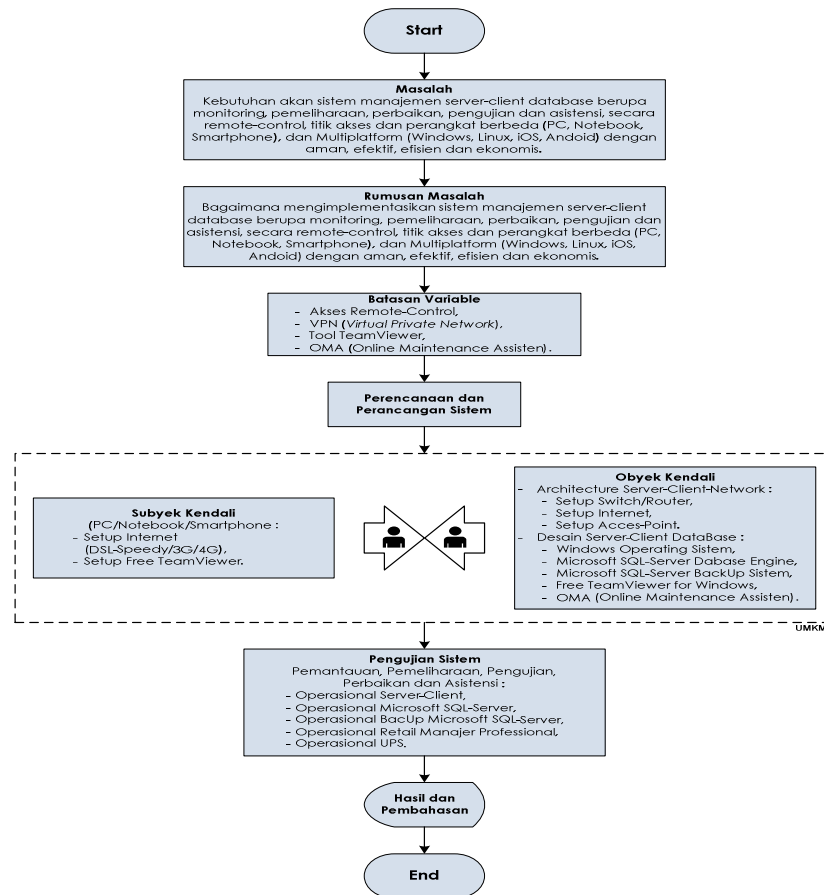 Start
Masalah
Kebutuhan akan sistem manajemen server-client database berupa
monitoring, pemeliharaan, perbaikan, pengujian dan asistensi, secara
remote-control, titik akses dan perangkat berbeda (PC, Notebook,
Smartphone), dan Multiplatform (Windows, Linux, iOS, Andoid) dengan
aman, efektif, efisien dan ekonomis.
Rumusan Masalah
Bagaimana mengimplementasikan sistem manajemen server-client
database berupa monitoring, pemeliharaan, perbaikan, pengujian dan
asistensi, secara remote-control, titik akses dan perangkat berbeda (PC,
Notebook, Smartphone), dan Multiplatform (Windows, Linux, iOS,
Andoid) dengan aman, efektif, efisien dan ekonomis.
Batasan Variable
- Akses Remote-Control,
- VPN (Virtual Private Network),
- Tool TeamViewer,
- OMA (Online Maintenance Assisten).
Perencanaan dan
Perancangan Sistem
Subyek Kendali
(PC/Notebook/Smartphone :
- Setup Internet
(DSL-Speedy/3G/4G),
- Setup Free TeamViewer.
Obyek Kendali
- Architecture Server-Client-Network :
- Setup Switch/Router,
- Setup Internet,
- Setup Acces-Point.
- Desain Server-Client DataBase :
- Windows Operating Sistem,
- Microsoft SQL-Server Dabase Engine,
- Microsoft SQL-Server BackUp Sistem,
- Free TeamViewer for Windows,
- OMA (Online Maintenance Assisten).
UMKM
Pengujian Sistem
Pemantauan, Pemeliharaan, Pengujian,
Perbaikan dan Asistensi :
- Operasional Server-Client,
- Operasional Microsoft SQL-Server,
- Operasional BacUp Microsoft SQL-Server,
- Operasional Retail Manajer Professional,
- Operasional UPS.
Hasil dan
Pembahasan
End